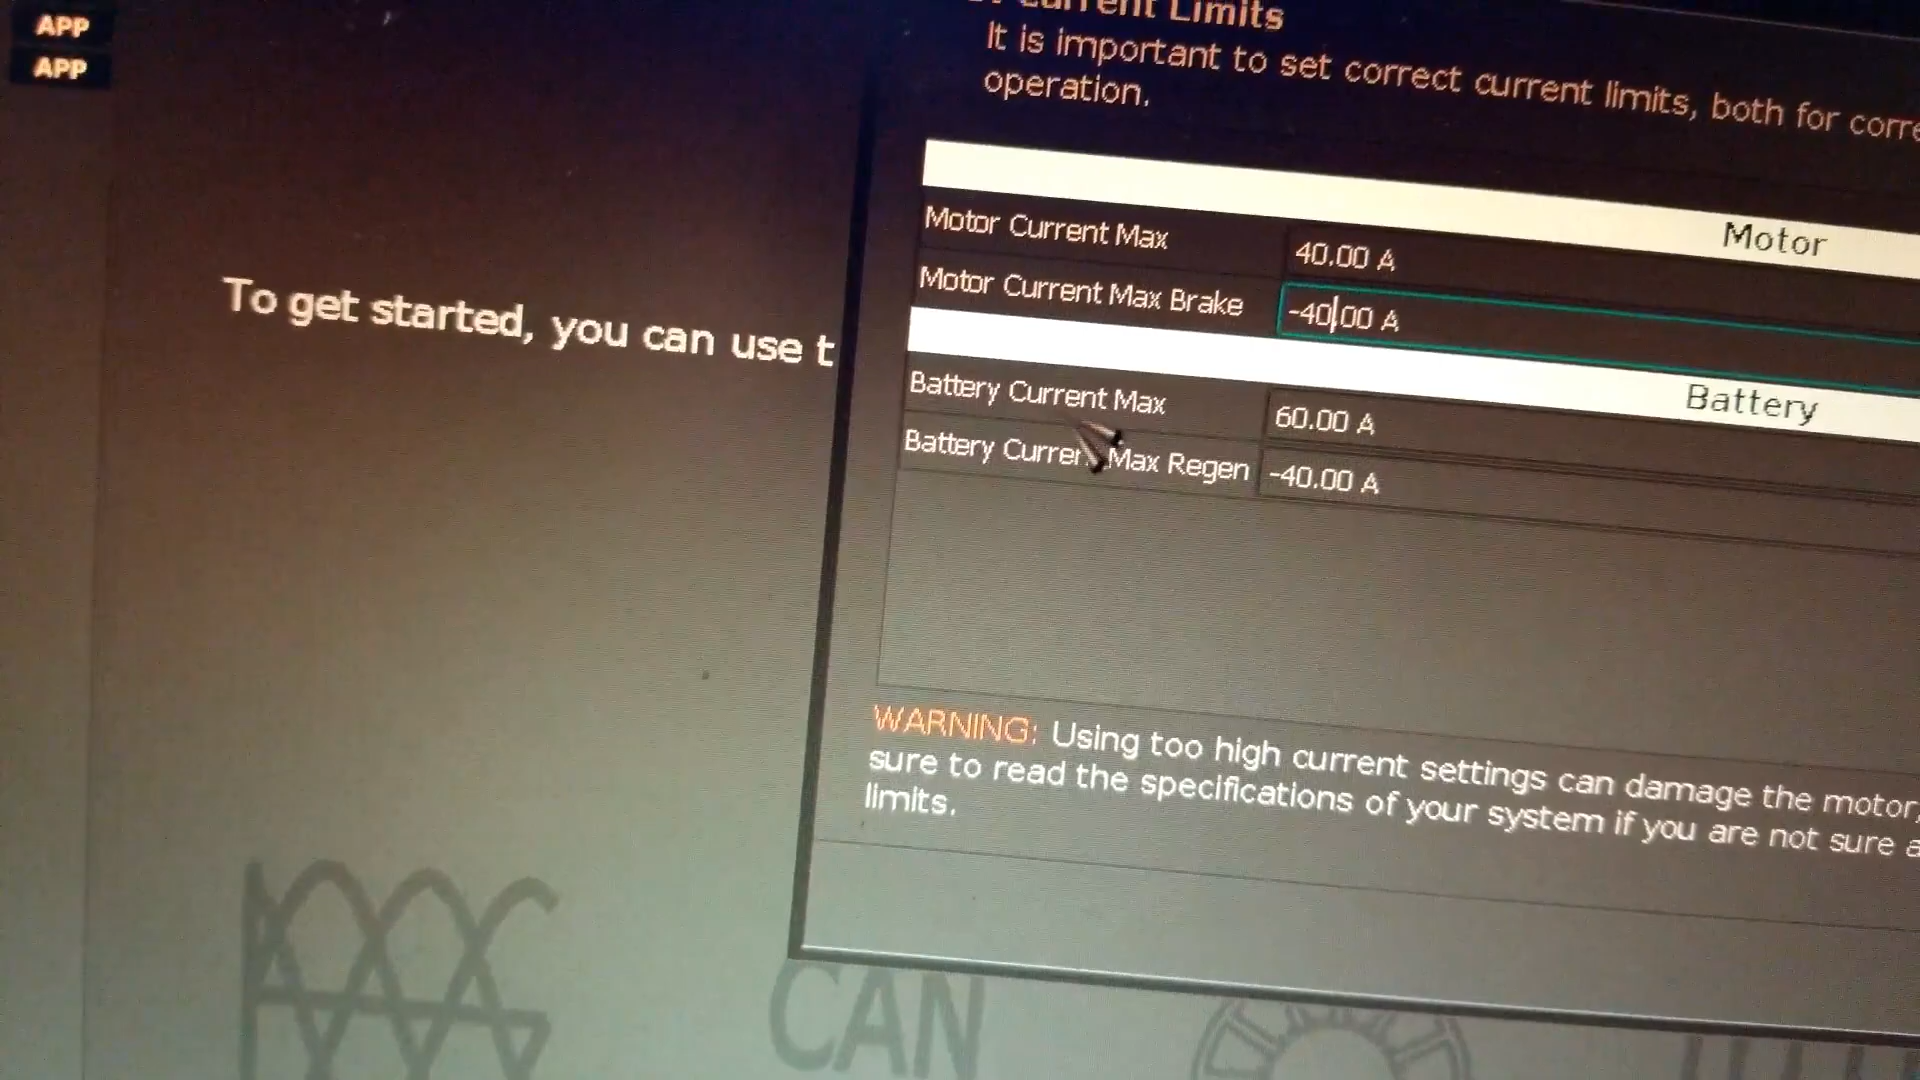 APP
APP
Current Limits
It is important to set correct current limits, both for
operation.
Motor
Motor Current Max
40.00 A
Motor Current Max Brake
-40.00 A
Battery
Battery Current Max
60.00 A
Battery Current Max Regen
-40.00 A
To get started, you can use t
WARNING: Using too high current settings can damage the motor,
sure to read the specifications of your system if you are not sure a
limits.
CAN